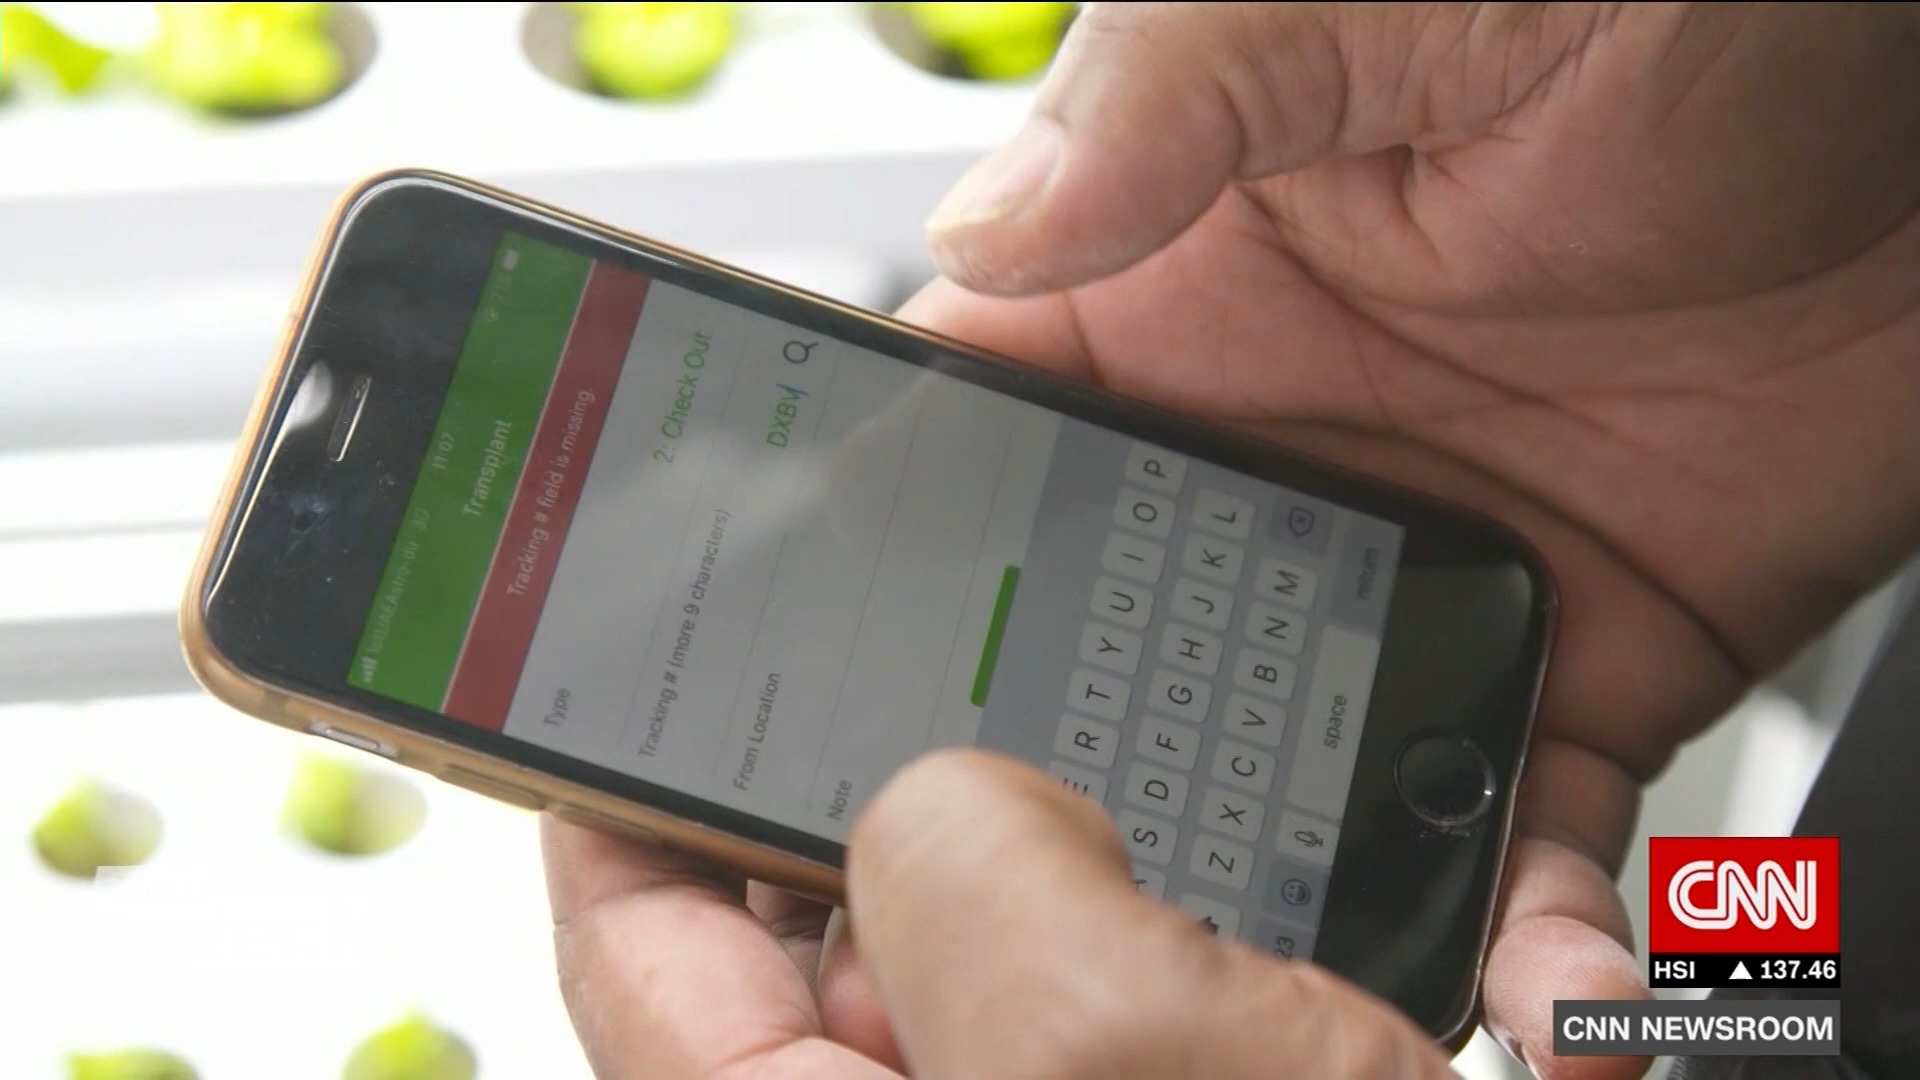 11:07
Transplant
Tracking # field is missing.
Type 2: Check Out
Tracking # (more 9 characters)
From Location DXBV
Note
R T Y U I O P
S D F G H J K L
Z X C V B N M
space return
CNN
HSI ▲ 137.46
CNN NEWSROOM